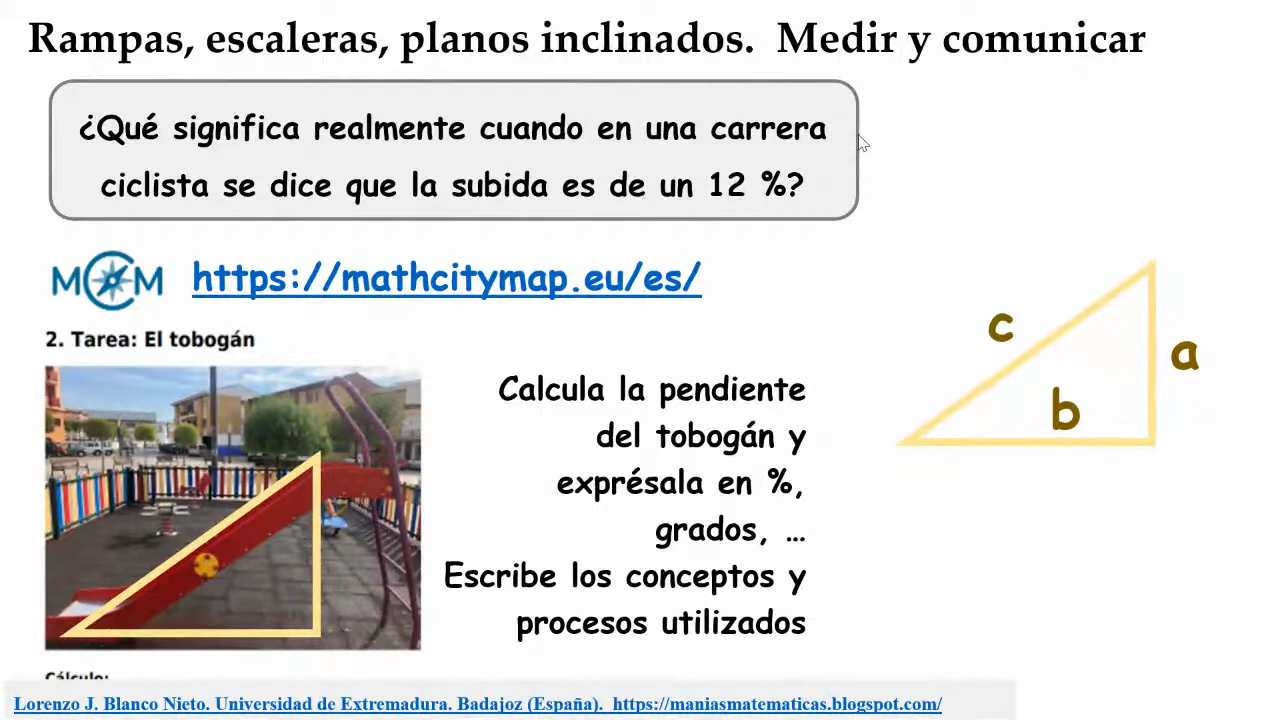 Rampas, escaleras, planos inclinados.  Medir y comunicar
¿Qué significa realmente cuando en una carrera
ciclista se dice que la subida es de un 12 %?
MCM
https://mathcitymap.eu/es/
2. Tarea: El tobogán
Calcula la pendiente
del tobogán y
exprésala en %,
grados, ...
Escribe los conceptos y
procesos utilizados
c
a
b
Cálculo:
Lorenzo J. Blanco Nieto. Universidad de Extremadura. Badajoz (España).  https://maniasmatematicas.blogspot.com/